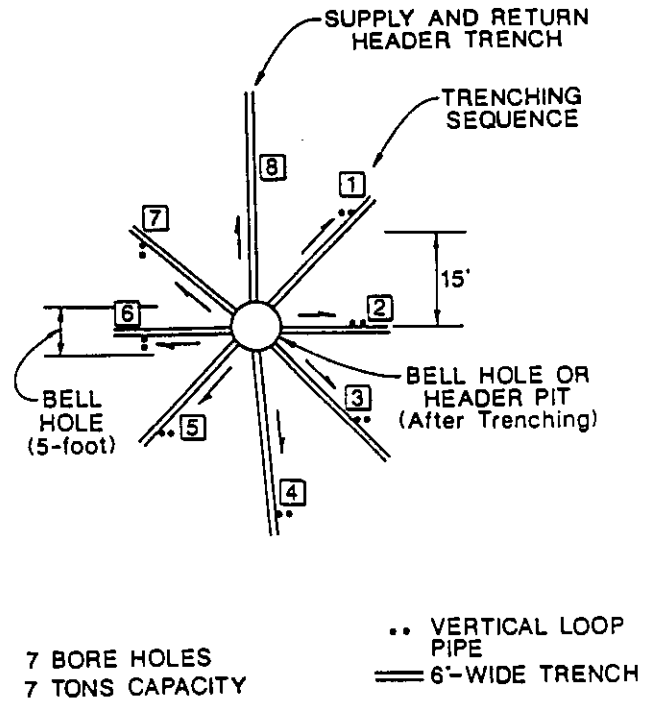 SUPPLY AND RETURN
HEADER TRENCH
TRENCHING
SEQUENCE
8
1
7
15'
6
2
BELL
HOLE
(5-foot)
BELL HOLE OR
HEADER PIT
(After Trenching)
3
5
4
7 BORE HOLES
7 TONS CAPACITY
VERTICAL LOOP
PIPE
6"-WIDE TRENCH